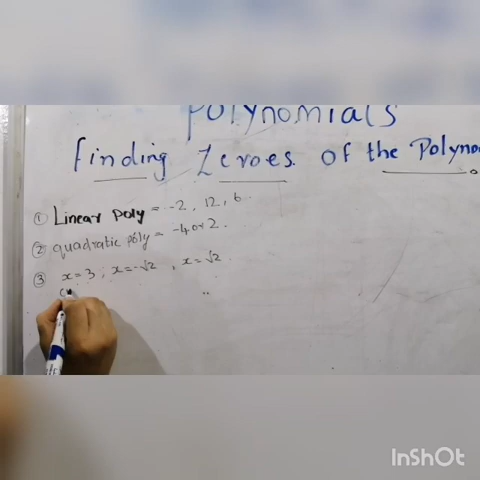 Polynomials
Finding Zeroes of the Polyno
① Linear poly = -2, 12, 6.
② quadratic poly = -4 or 2.
③ x = 3 ; x = -√2 , x = √2
(x
InShOt